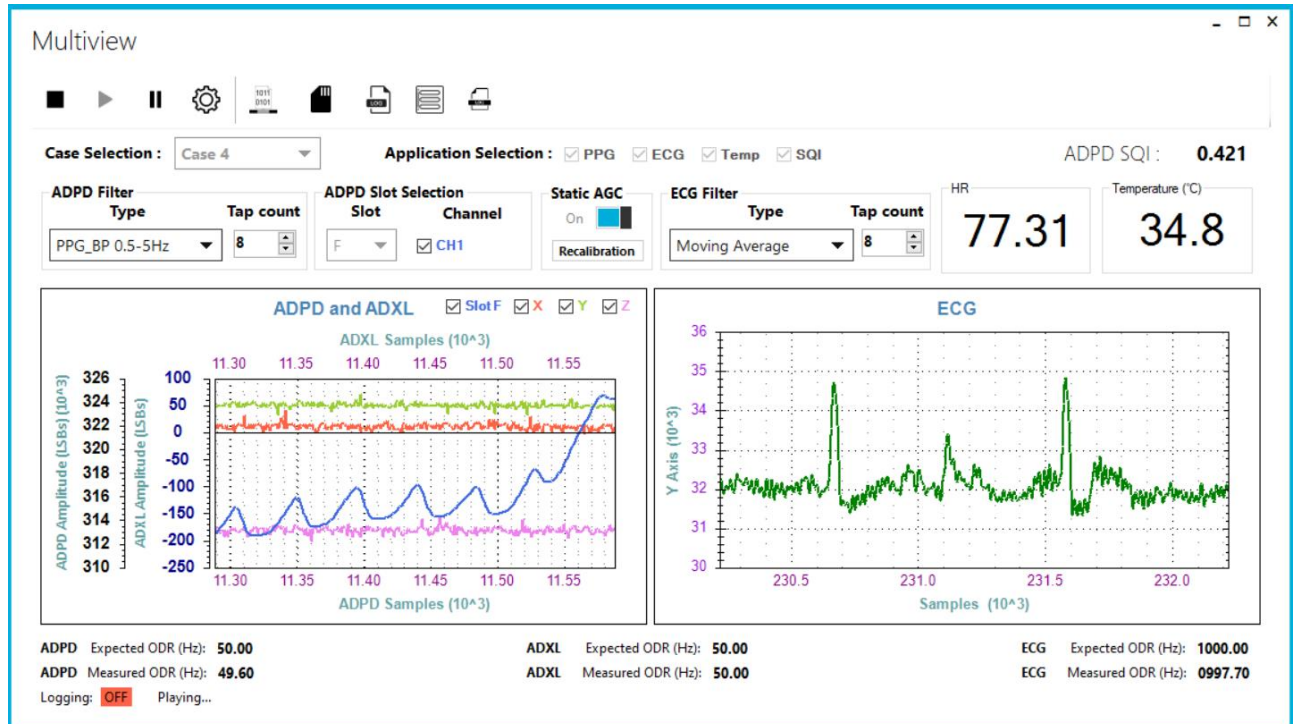 Multiview
1011
0101
LOG
Case Selection : Case 4 Application Selection : PPG ECG Temp SQI ADPD SQI : 0.421
ADPD Filter ADPD Slot Selection Static AGC ECG Filter HR Temperature (°C)
Type Tap count Slot Channel On Type Tap count
PPG_BP 0.5-5Hz 8 F CH1 Recalibration Moving Average 8 77.31 34.8
ADPD and ADXL Slot F X Y Z
ADXL Samples (10^3)
11.30 11.35 11.40 11.45 11.50 11.55
ADPD Amplitude (LSBs) (10^3)
326
324
322
320
318
316
314
312
310
ADXL Amplitude (LSBs)
100
50
0
-50
-100
-150
-200
-250
11.30 11.35 11.40 11.45 11.50 11.55
ADPD Samples (10^3)
ECG
Y Axis (10^3)
36
35
34
33
32
31
30
230.5 231.0 231.5 232.0
Samples (10^3)
ADPD Expected ODR (Hz): 50.00 ADXL Expected ODR (Hz): 50.00 ECG Expected ODR (Hz): 1000.00
ADPD Measured ODR (Hz): 49.60 ADXL Measured ODR (Hz): 50.00 ECG Measured ODR (Hz): 0997.70
Logging: OFF Playing...